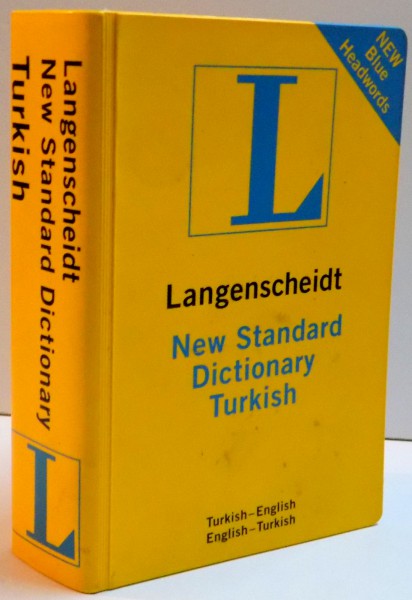 Langenscheidt
New Standard Dictionary
Turkish
L
NEW
Blue
Headwords
L
Langenscheidt
New Standard
Dictionary
Turkish
Turkish–English
English–Turkish